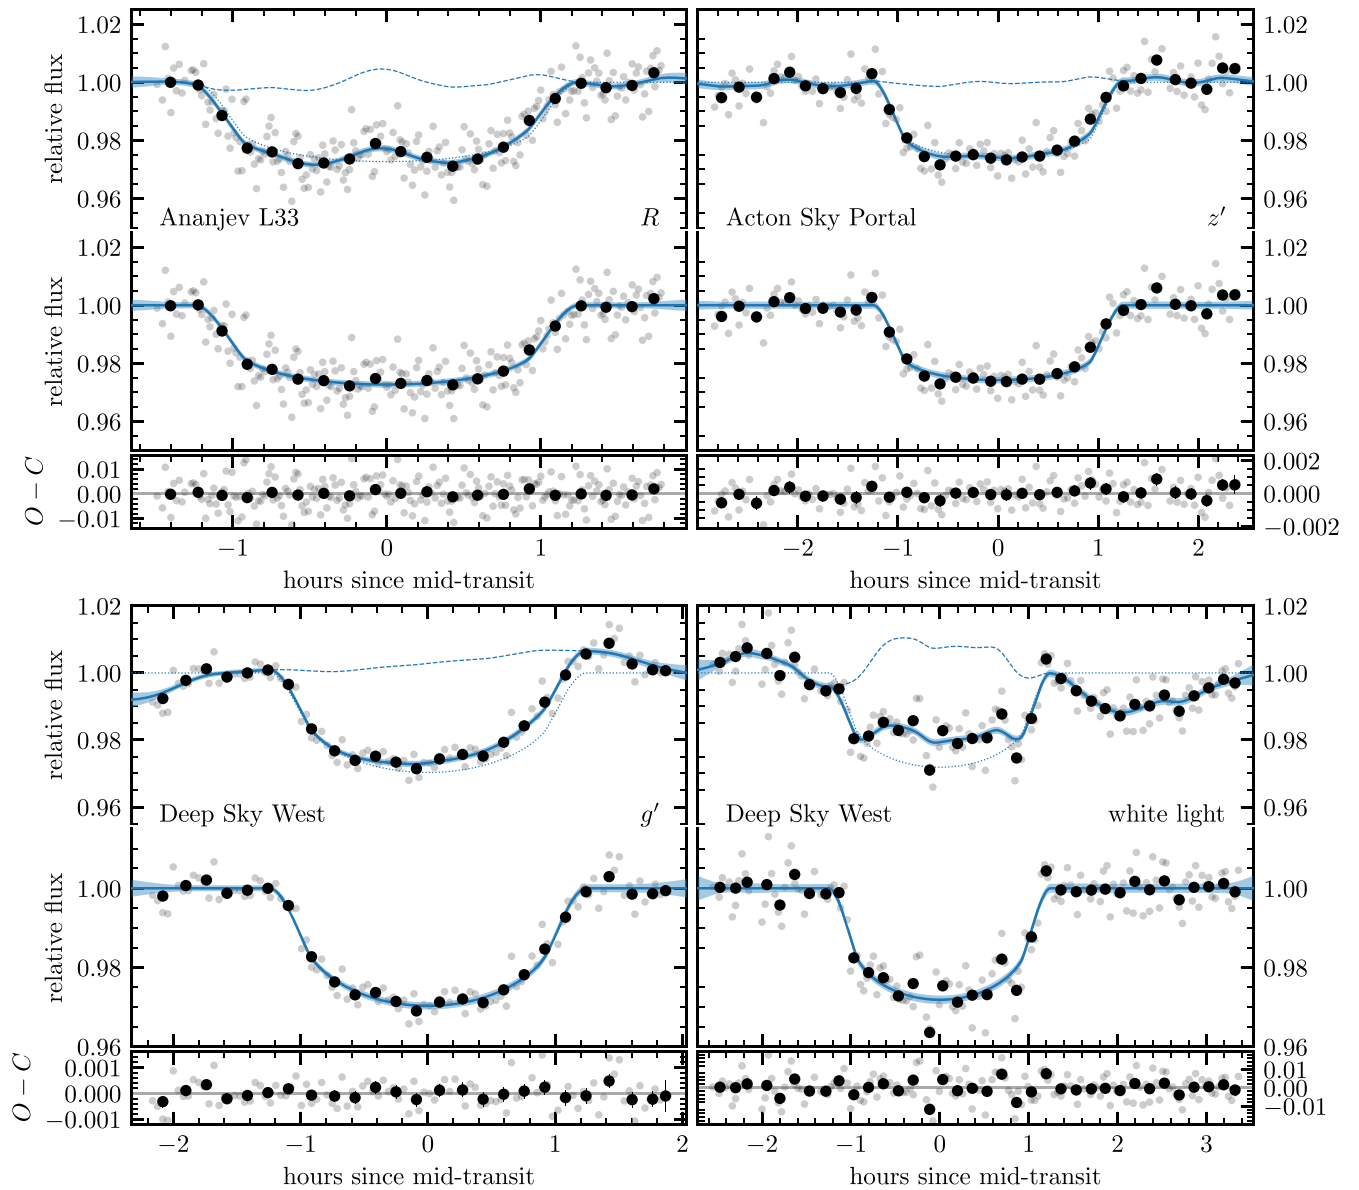 1.02
1.00
0.98
0.96
relative flux
Ananjev L33
R
Acton Sky Portal
z′
1.02
1.00
0.98
0.96
1.02
1.00
0.98
0.96
relative flux
1.02
1.00
0.98
0.96
0.01
0.00
−0.01
O − C
0.002
0.000
−0.002
−1 0 1
hours since mid-transit
−2 −1 0 1 2
hours since mid-transit
1.02
1.00
0.98
0.96
relative flux
Deep Sky West
g′
Deep Sky West
white light
1.02
1.00
0.98
0.96
1.00
0.98
0.96
relative flux
1.00
0.98
0.96
0.001
0.000
−0.001
O − C
0.01
0.00
−0.01
−2 −1 0 1 2
hours since mid-transit
−2 −1 0 1 2 3
hours since mid-transit